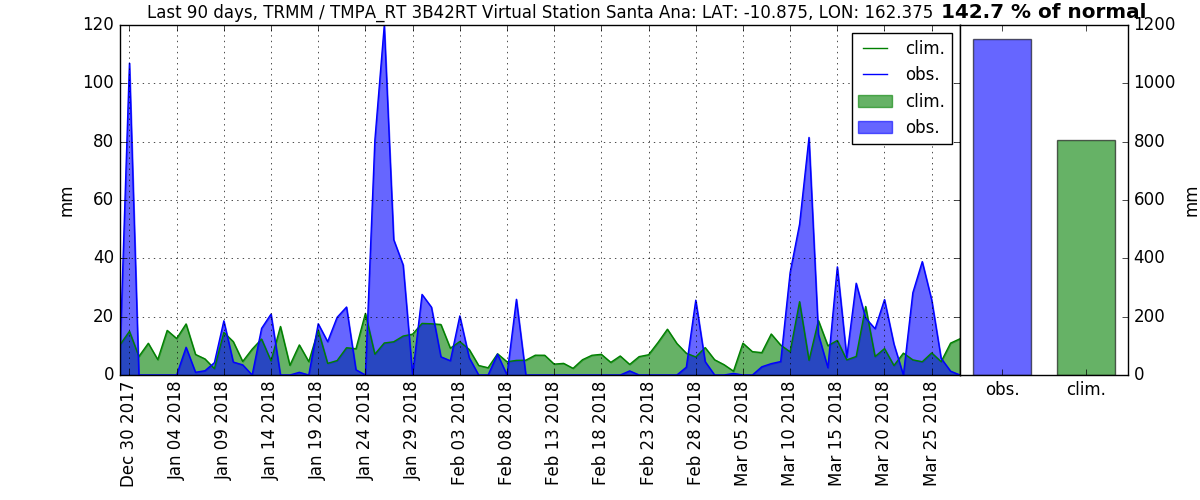 Last 90 days, TRMM / TMPA_RT 3B42RT Virtual Station Santa Ana: LAT: -10.875, LON: 162.375 142.7 % of normal
120
100
80
60
40
20
0
mm
clim.
obs.
clim.
obs.
1200
1000
800
600
400
200
0
mm
Dec 30 2017
Jan 04 2018
Jan 09 2018
Jan 14 2018
Jan 19 2018
Jan 24 2018
Jan 29 2018
Feb 03 2018
Feb 08 2018
Feb 13 2018
Feb 18 2018
Feb 23 2018
Feb 28 2018
Mar 05 2018
Mar 10 2018
Mar 15 2018
Mar 20 2018
Mar 25 2018
obs.
clim.